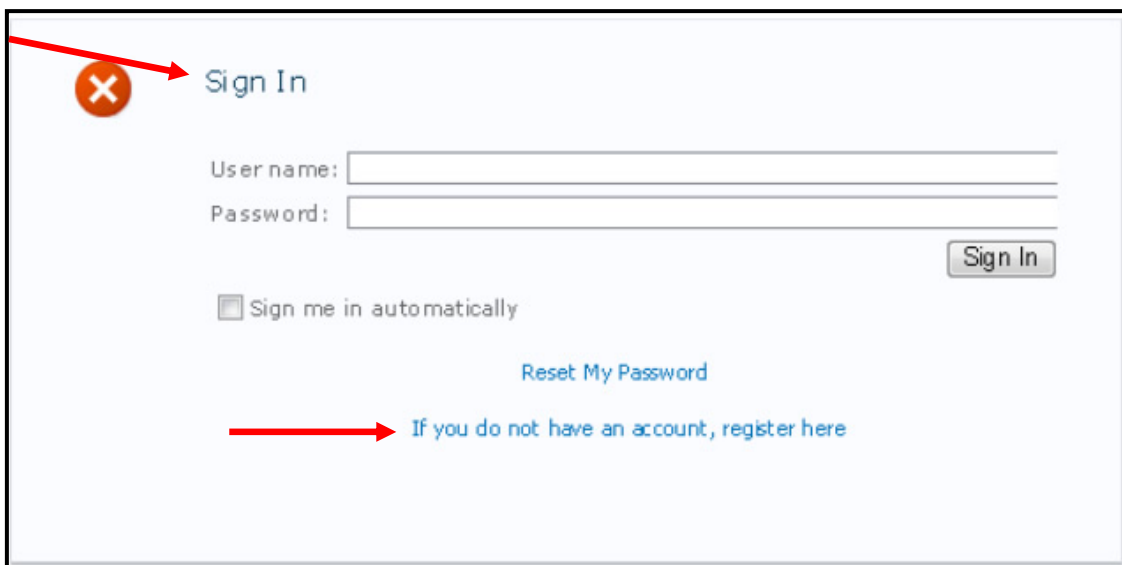 Sign In
User name:
Password:
Sign In
Sign me in automatically
Reset My Password
If you do not have an account, register here